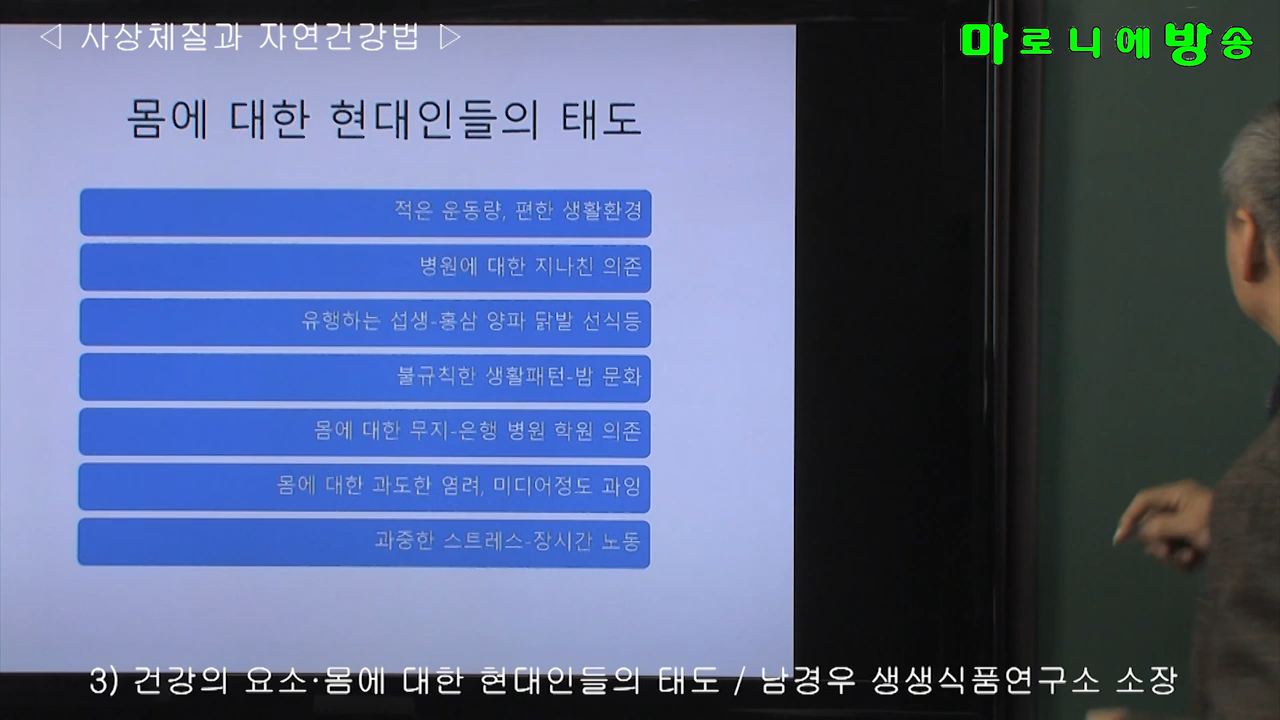 ◁ 사상체질과 자연건강법 ▷
마로니에방송
몸에 대한 현대인들의 태도
적은 운동량, 편한 생활환경
병원에 대한 지나친 의존
유행하는 섭생-홍삼 양파 닭발 선식등
불규칙한 생활패턴-밤 문화
몸에 대한 무지-은행 병원 학원 의존
몸에 대한 과도한 염려, 미디어정도 과잉
과중한 스트레스-장시간 노동
3) 건강의 요소·몸에 대한 현대인들의 태도 / 남경우 생생식품연구소 소장